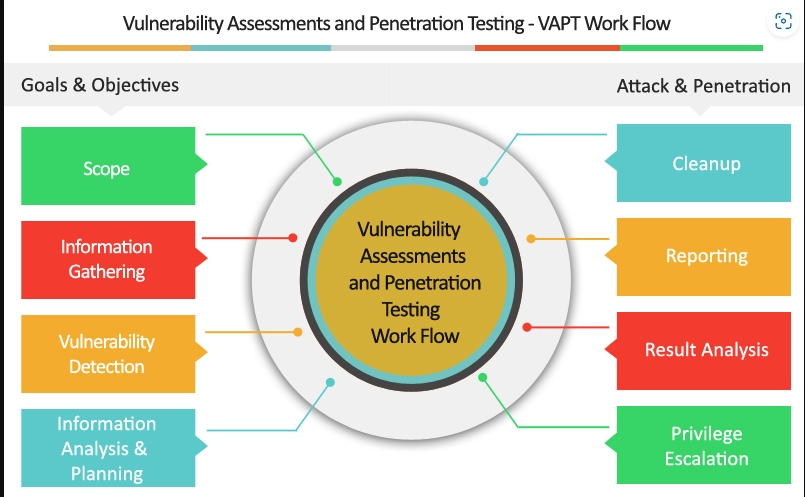 Vulnerability Assessments and Penetration Testing - VAPT Work Flow
Goals & Objectives
Attack & Penetration
Scope
Information
Gathering
Vulnerability
Detection
Information
Analysis &
Planning
Vulnerability
Assessments
and Penetration
Testing
Work Flow
Cleanup
Reporting
Result Analysis
Privilege
Escalation